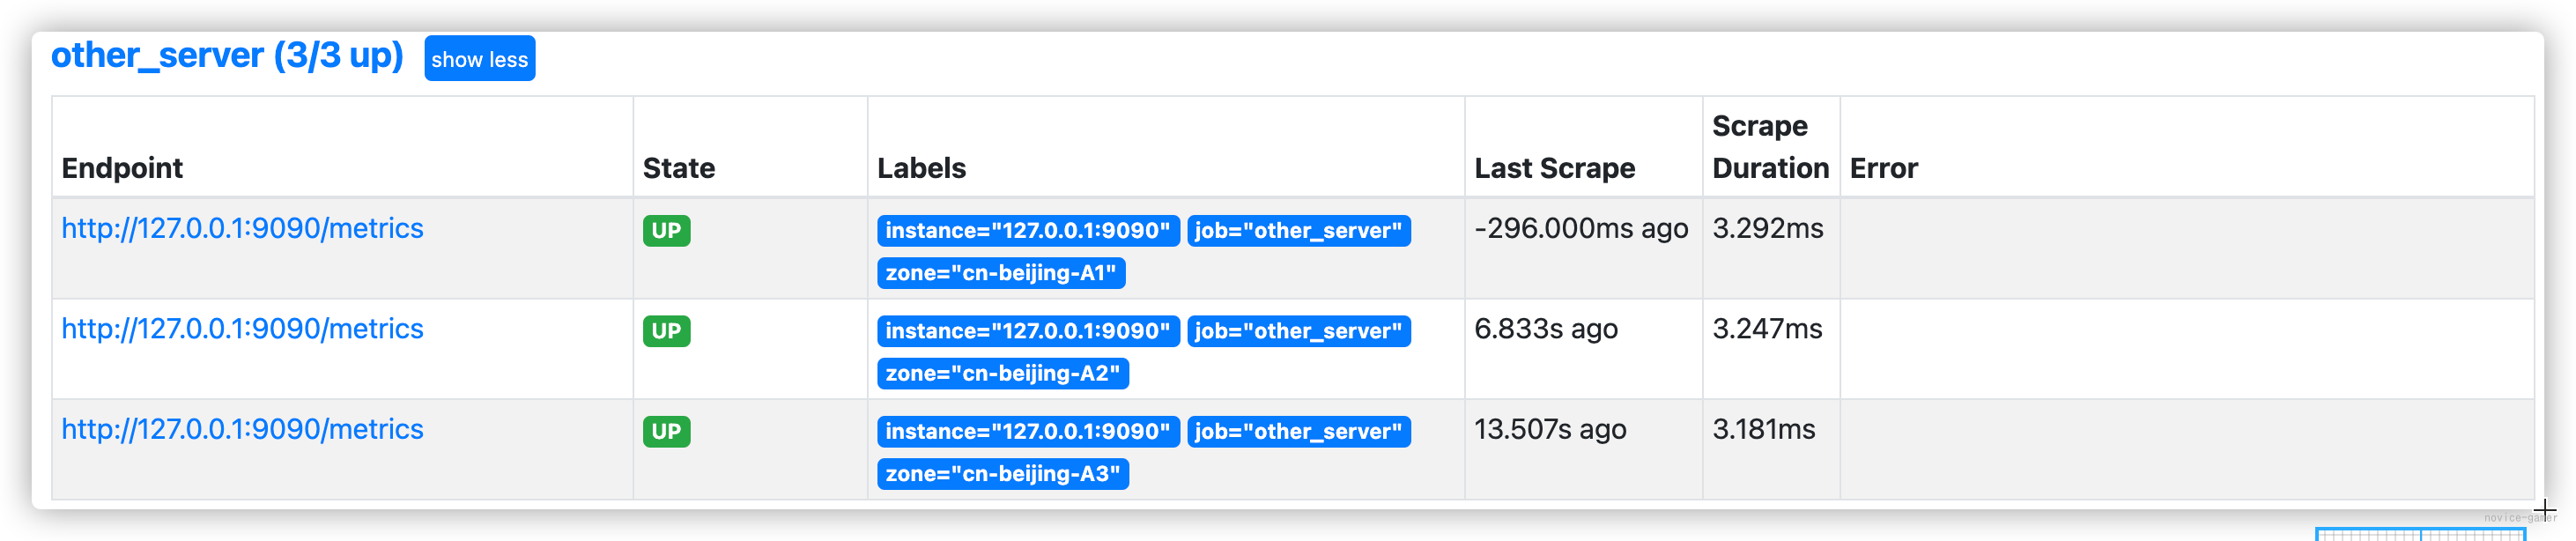 other_server (3/3 up) show less
Endpoint State Labels Last Scrape Scrape Duration Error
http://127.0.0.1:9090/metrics UP instance="127.0.0.1:9090" job="other_server" -296.000ms ago 3.292ms
zone="cn-beijing-A1"
http://127.0.0.1:9090/metrics UP instance="127.0.0.1:9090" job="other_server" 6.833s ago 3.247ms
zone="cn-beijing-A2"
http://127.0.0.1:9090/metrics UP instance="127.0.0.1:9090" job="other_server" 13.507s ago 3.181ms
zone="cn-beijing-A3"
novice-gamer